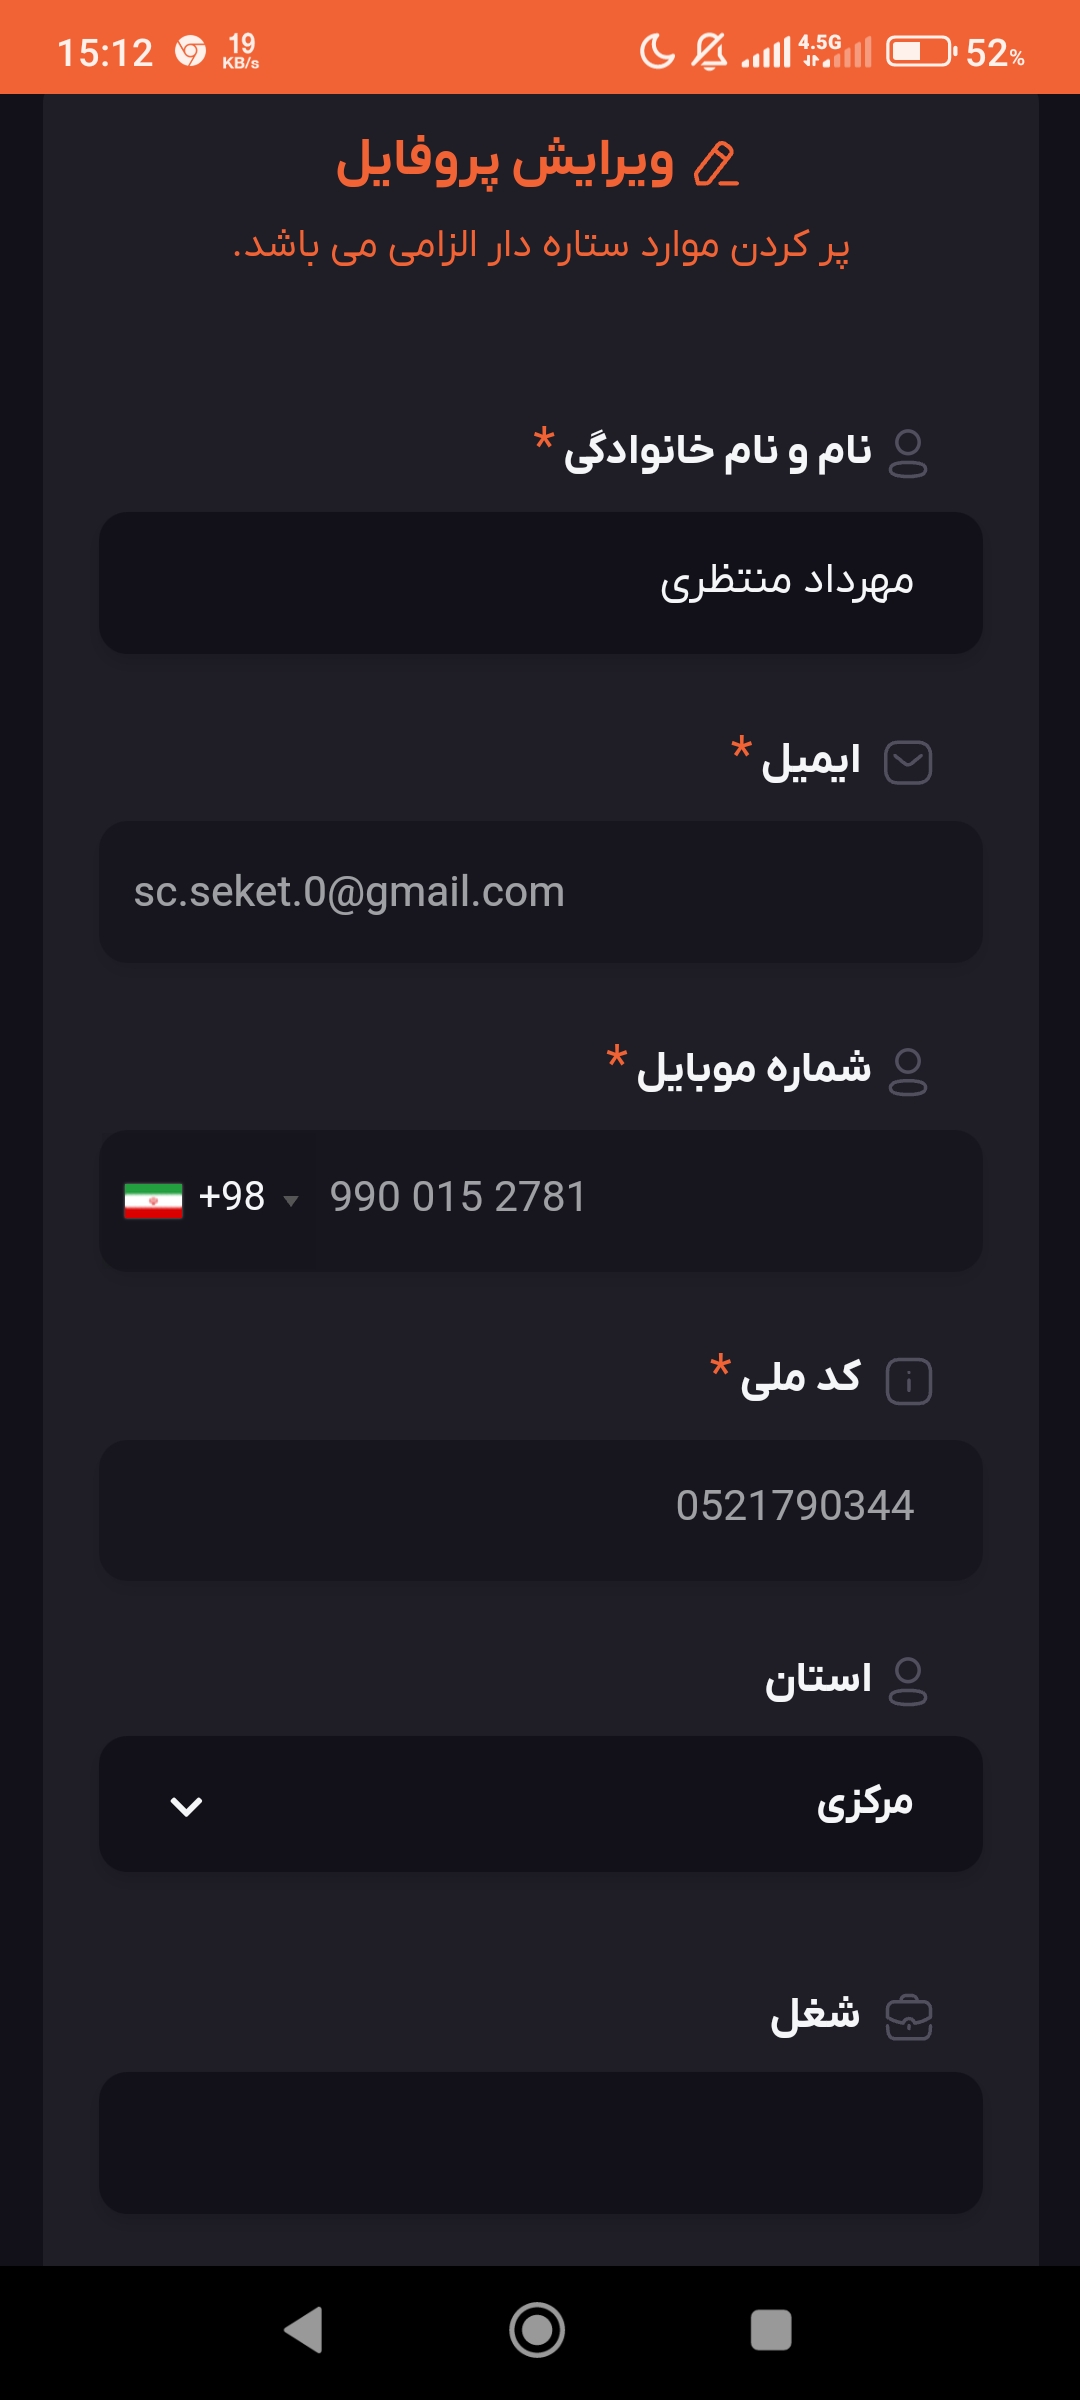 15:12 19 KB/s 4.5G 52%
ویرایش پروفایل
پر کردن موارد ستاره دار الزامی می باشد.
نام و نام خانوادگی *
مهرداد منتظری
ایمیل *
sc.seket.0@gmail.com
شماره موبایل *
+98 990 015 2781
کد ملی *
0521790344
استان
مرکزی
شغل